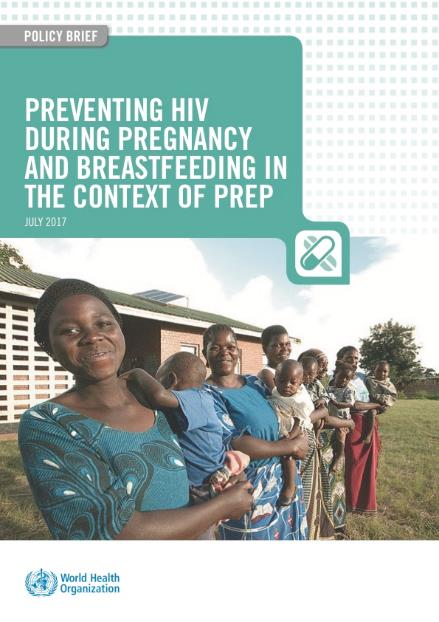 POLICY BRIEF
PREVENTING HIV
DURING PREGNANCY
AND BREASTFEEDING IN
THE CONTEXT OF PREP
JULY 2017
World Health
Organization